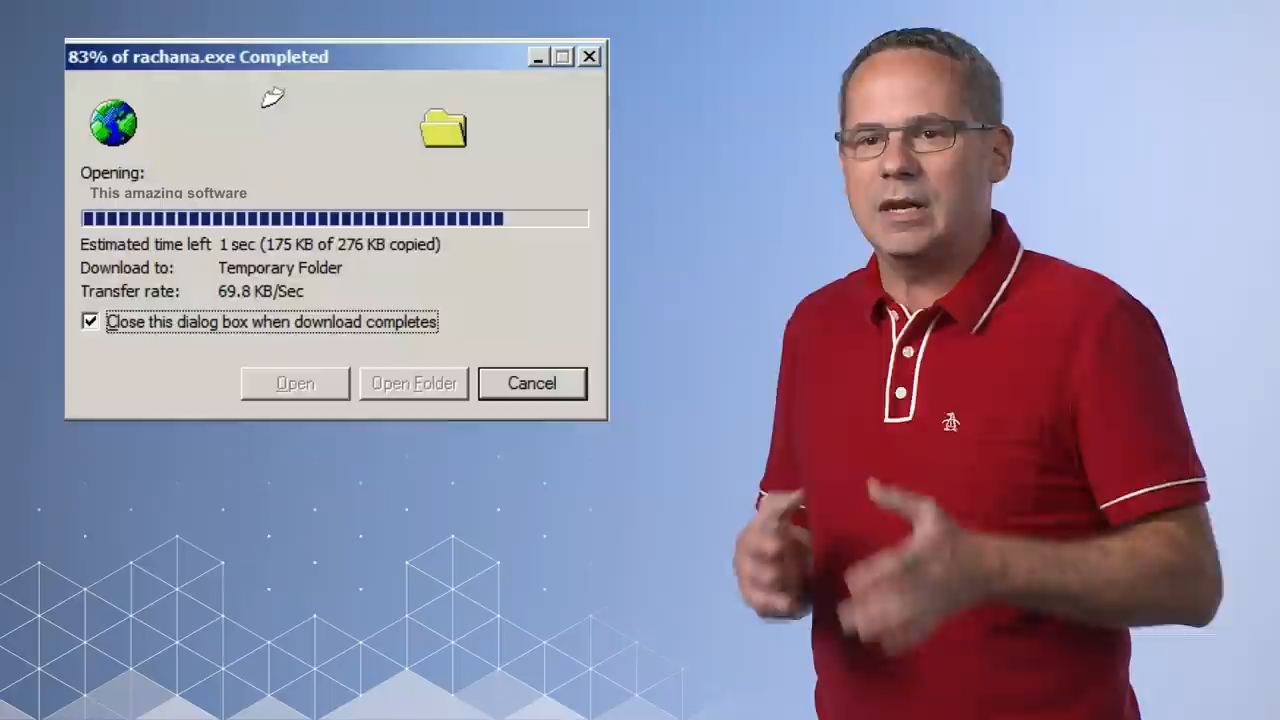 83% of rachana.exe Completed
Opening:
This amazing software
Estimated time left 1 sec (175 KB of 276 KB copied)
Download to: Temporary Folder
Transfer rate: 69.8 KB/Sec
Close this dialog box when download completes
Open Open Folder Cancel